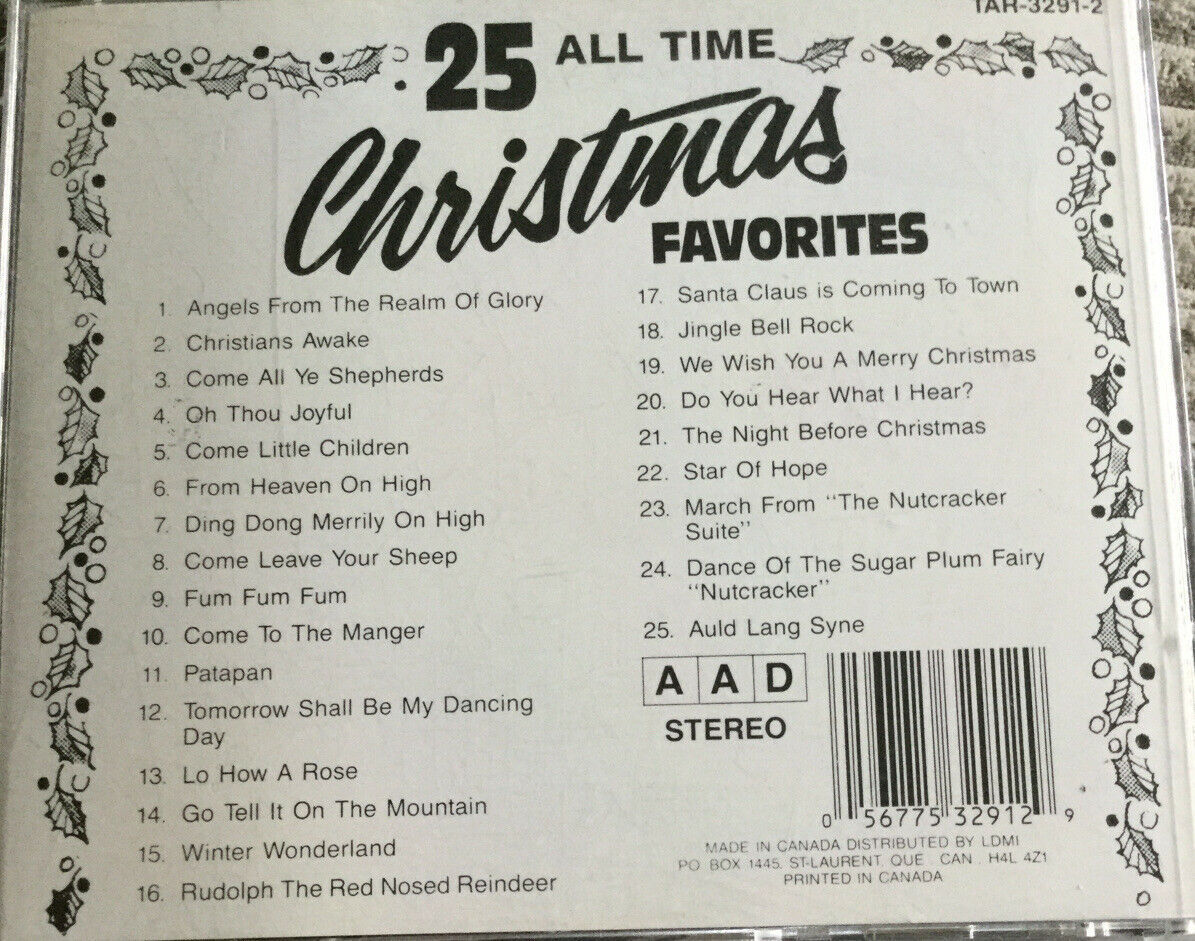 TAR-3291-2
25 ALL TIME
Christmas
FAVORITES
1. Angels From The Realm Of Glory
2. Christians Awake
3. Come All Ye Shepherds
4. Oh Thou Joyful
5. Come Little Children
6. From Heaven On High
7. Ding Dong Merrily On High
8. Come Leave Your Sheep
9. Fum Fum Fum
10. Come To The Manger
11. Patapan
12. Tomorrow Shall Be My Dancing
Day
13. Lo How A Rose
14. Go Tell It On The Mountain
15. Winter Wonderland
16. Rudolph The Red Nosed Reindeer
17. Santa Claus is Coming To Town
18. Jingle Bell Rock
19. We Wish You A Merry Christmas
20. Do You Hear What I Hear?
21. The Night Before Christmas
22. Star Of Hope
23. March From "The Nutcracker
Suite"
24. Dance Of The Sugar Plum Fairy
"Nutcracker"
25. Auld Lang Syne
A A D
STEREO
0 56775 32912 9
MADE IN CANADA DISTRIBUTED BY LDMI
PO BOX 1445, ST-LAURENT, QUE. CAN. H4L 4Z1
PRINTED IN CANADA